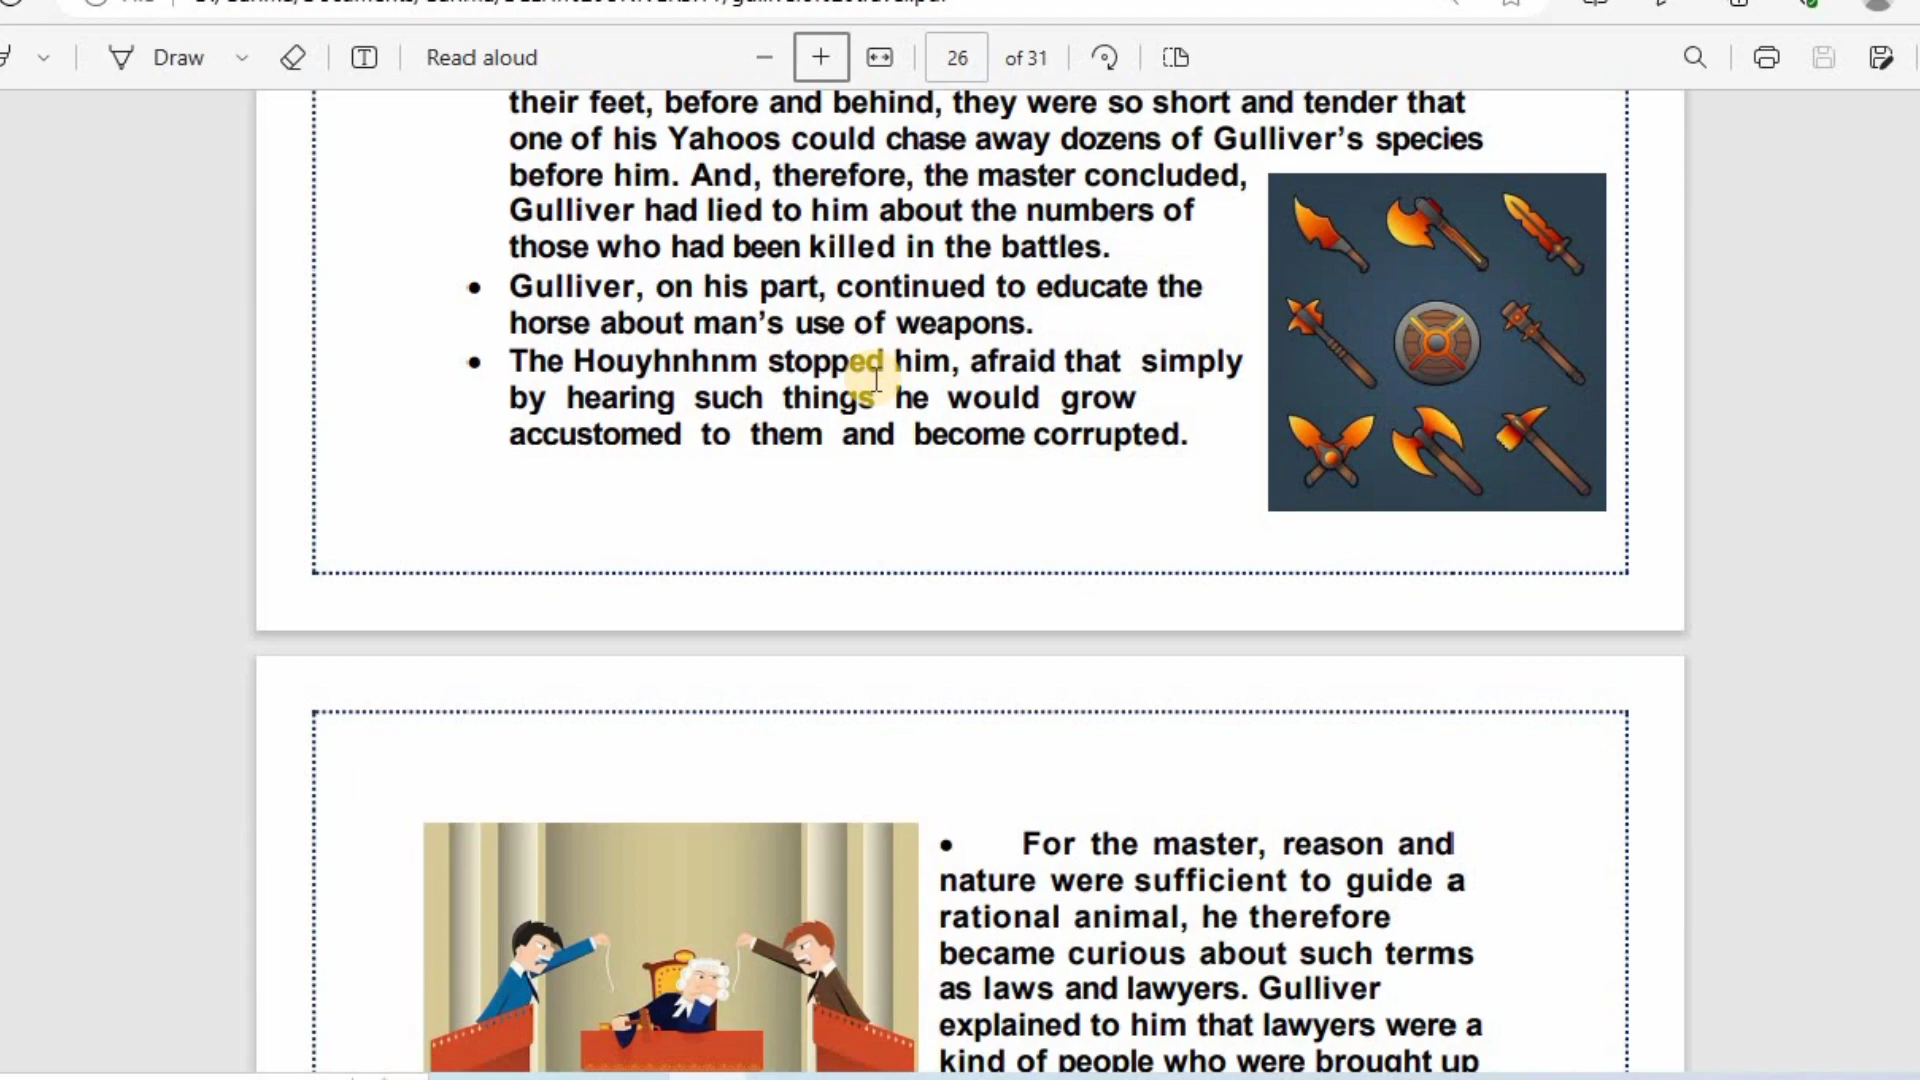 Draw
Read aloud
26
of 31
their feet, before and behind, they were so short and tender that
one of his Yahoos could chase away dozens of Gulliver's species
before him. And, therefore, the master concluded,
Gulliver had lied to him about the numbers of
those who had been killed in the battles.
• Gulliver, on his part, continued to educate the
horse about man's use of weapons.
• The Houyhnhnm stopped him, afraid that simply
by hearing such things he would grow
accustomed to them and become corrupted.
• For the master, reason and
nature were sufficient to guide a
rational animal, he therefore
became curious about such terms
as laws and lawyers. Gulliver
explained to him that lawyers were a
kind of people who were brought up